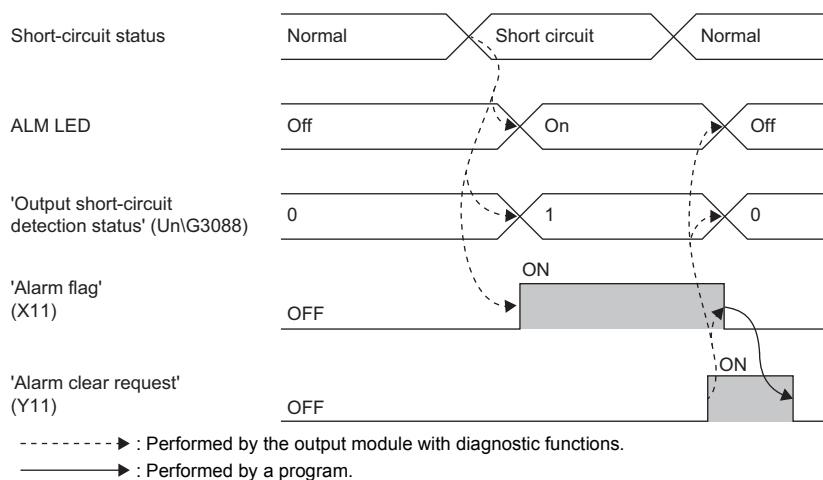 Short-circuit status
Normal
Short circuit
Normal
ALM LED
Off
On
Off
'Output short-circuit
detection status' (Un\G3088)
0
1
0
ON
'Alarm flag'
(X11)
OFF
ON
'Alarm clear request'
(Y11)
OFF
: Performed by the output module with diagnostic functions.
: Performed by a program.